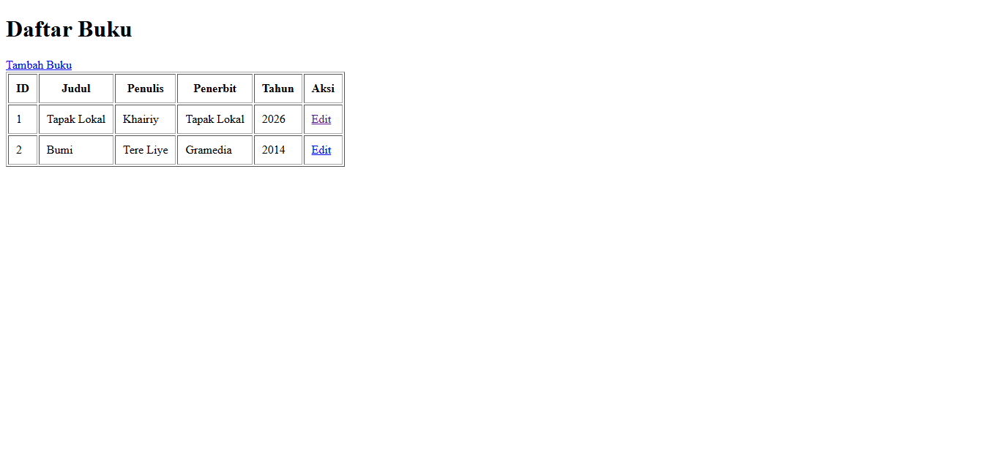 Daftar Buku
Tambah Buku
ID Judul Penulis Penerbit Tahun Aksi
1 Tapak Lokal Khairiy Tapak Lokal 2026 Edit
2 Bumi Tere Liye Gramedia 2014 Edit